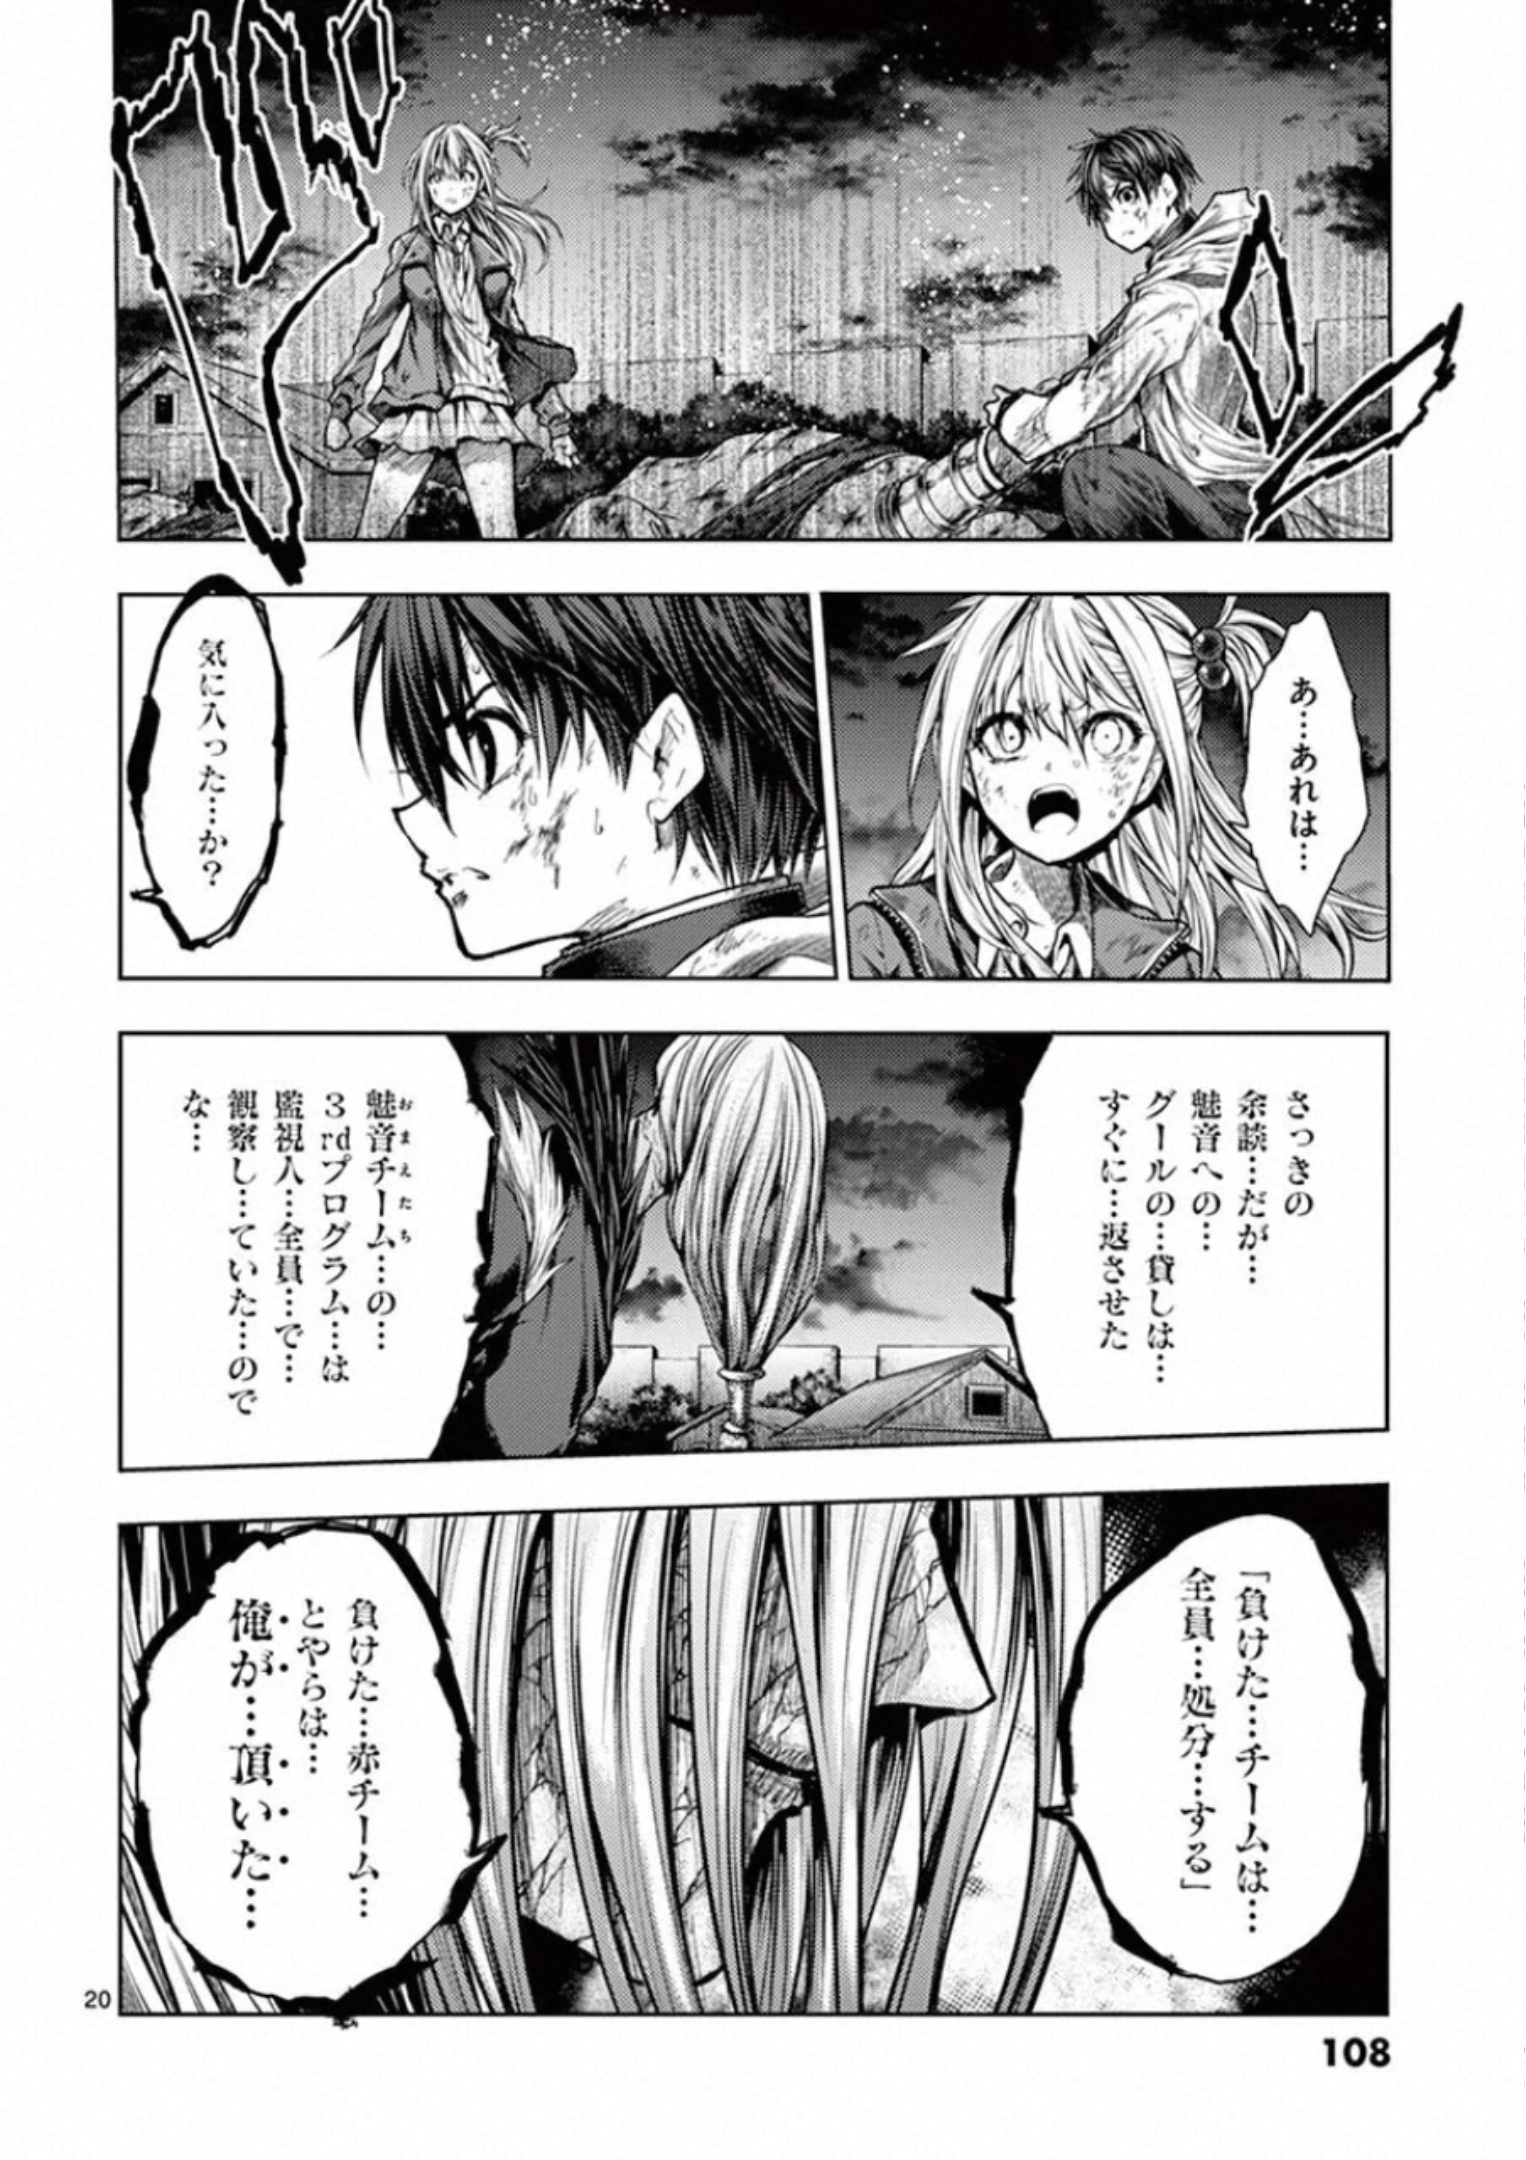 あ…あれは…
気に入った…か？
さっきの
余談…だが…
魅音への…
グールの…貸しは…
すぐに…返させた
魅音チーム…の…
おまえたち
3rdプログラム…は
監視人…全員…で…
観察し…ていた…ので
な…
「負けた…チームは…
全員…処分…する」
負けた…赤チーム…
とやらは…
俺が…頂いた…
20
108